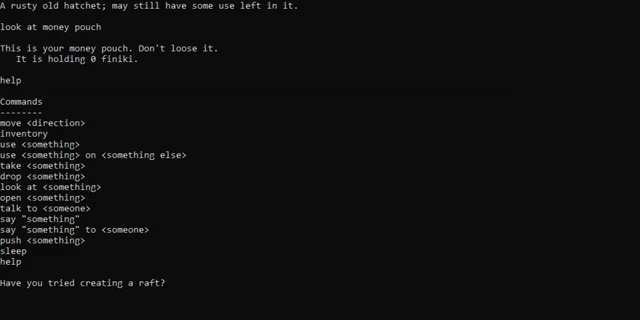 A rusty old hatchet; may still have some use left in it.
look at money pouch
This is your money pouch. Don't loose it.
It is holding 0 finiki.
help
Commands
--------
move <direction>
inventory
use <something>
use <something> on <something else>
take <something>
drop <something>
look at <something>
open <something>
talk to <someone>
say "something"
say "something" to <someone>
push <something>
sleep
help
Have you tried creating a raft?